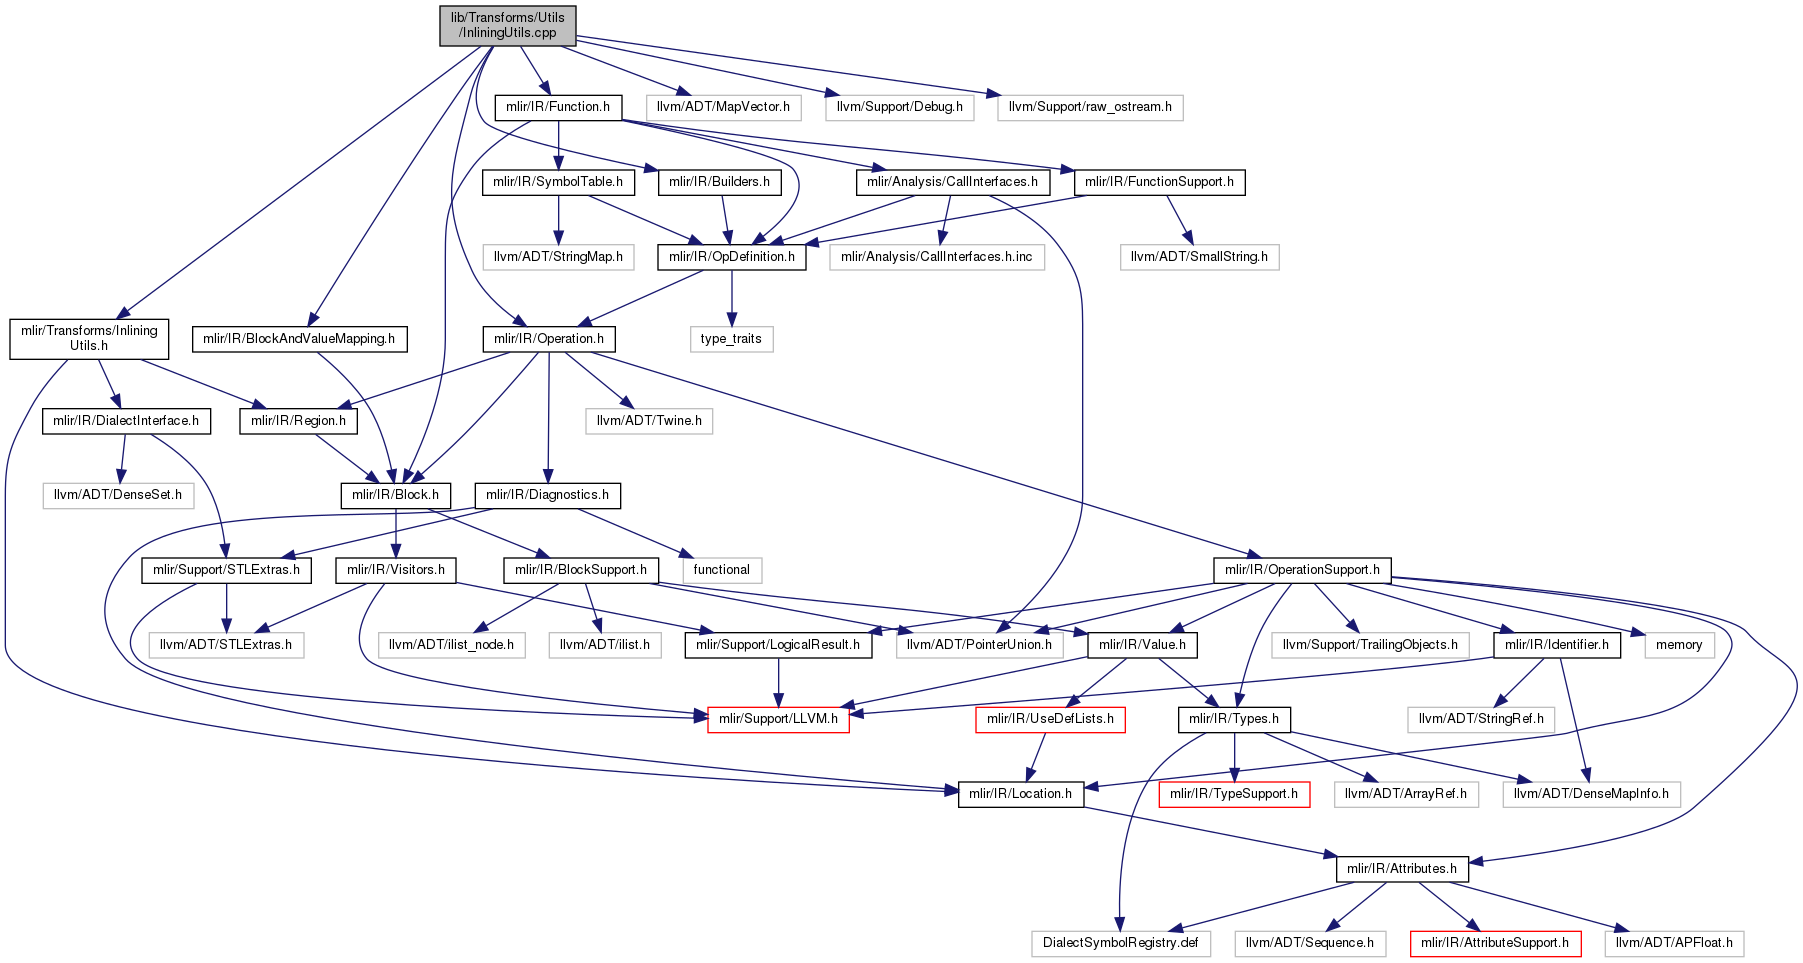 lib/Transforms/Utils
/InliningUtils.cpp
mlir/IR/Function.h
llvm/ADT/MapVector.h
llvm/Support/Debug.h
llvm/Support/raw_ostream.h
mlir/IR/SymbolTable.h
mlir/IR/Builders.h
mlir/Analysis/CallInterfaces.h
mlir/IR/FunctionSupport.h
llvm/ADT/StringMap.h
mlir/IR/OpDefinition.h
mlir/Analysis/CallInterfaces.h.inc
llvm/ADT/SmallString.h
mlir/Transforms/Inlining
Utils.h
mlir/IR/BlockAndValueMapping.h
mlir/IR/Operation.h
type_traits
mlir/IR/DialectInterface.h
mlir/IR/Region.h
llvm/ADT/Twine.h
llvm/ADT/DenseSet.h
mlir/IR/Block.h
mlir/IR/Diagnostics.h
mlir/Support/STLExtras.h
mlir/IR/Visitors.h
mlir/IR/BlockSupport.h
functional
mlir/IR/OperationSupport.h
llvm/ADT/STLExtras.h
llvm/ADT/ilist_node.h
llvm/ADT/ilist.h
mlir/Support/LogicalResult.h
llvm/ADT/PointerUnion.h
mlir/IR/Value.h
llvm/Support/TrailingObjects.h
mlir/IR/Identifier.h
memory
mlir/Support/LLVM.h
mlir/IR/UseDefLists.h
mlir/IR/Types.h
llvm/ADT/StringRef.h
mlir/IR/Location.h
mlir/IR/TypeSupport.h
llvm/ADT/ArrayRef.h
llvm/ADT/DenseMapInfo.h
mlir/IR/Attributes.h
DialectSymbolRegistry.def
llvm/ADT/Sequence.h
mlir/IR/AttributeSupport.h
llvm/ADT/APFloat.h